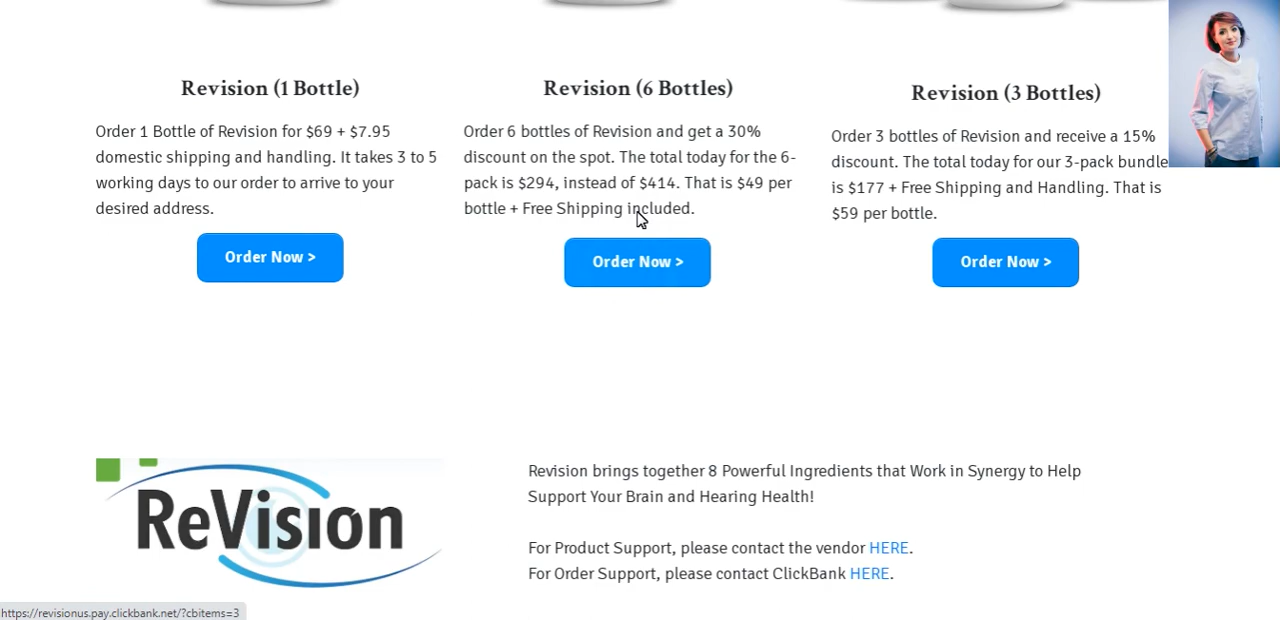 Revision (1 Bottle)
Order 1 Bottle of Revision for $69 + $7.95
domestic shipping and handling. It takes 3 to 5
working days to our order to arrive to your
desired address.
Order Now >
Revision (6 Bottles)
Order 6 bottles of Revision and get a 30%
discount on the spot. The total today for the 6-
pack is $294, instead of $414. That is $49 per
bottle + Free Shipping included.
Order Now >
Revision (3 Bottles)
Order 3 bottles of Revision and receive a 15%
discount. The total today for our 3-pack bundle
is $177 + Free Shipping and Handling. That is
$59 per bottle.
Order Now >
ReVision
Revision brings together 8 Powerful Ingredients that Work in Synergy to Help
Support Your Brain and Hearing Health!
For Product Support, please contact the vendor HERE.
For Order Support, please contact ClickBank HERE.
https://revisionus.pay.clickbank.net/?cbitems=3